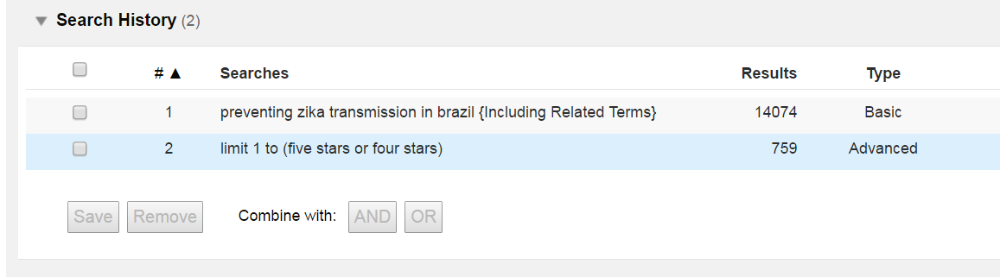 ▼ Search History (2)
# ▲ Searches Results Type
1 preventing zika transmission in brazil {Including Related Terms} 14074 Basic
2 limit 1 to (five stars or four stars) 759 Advanced
Save Remove Combine with: AND OR